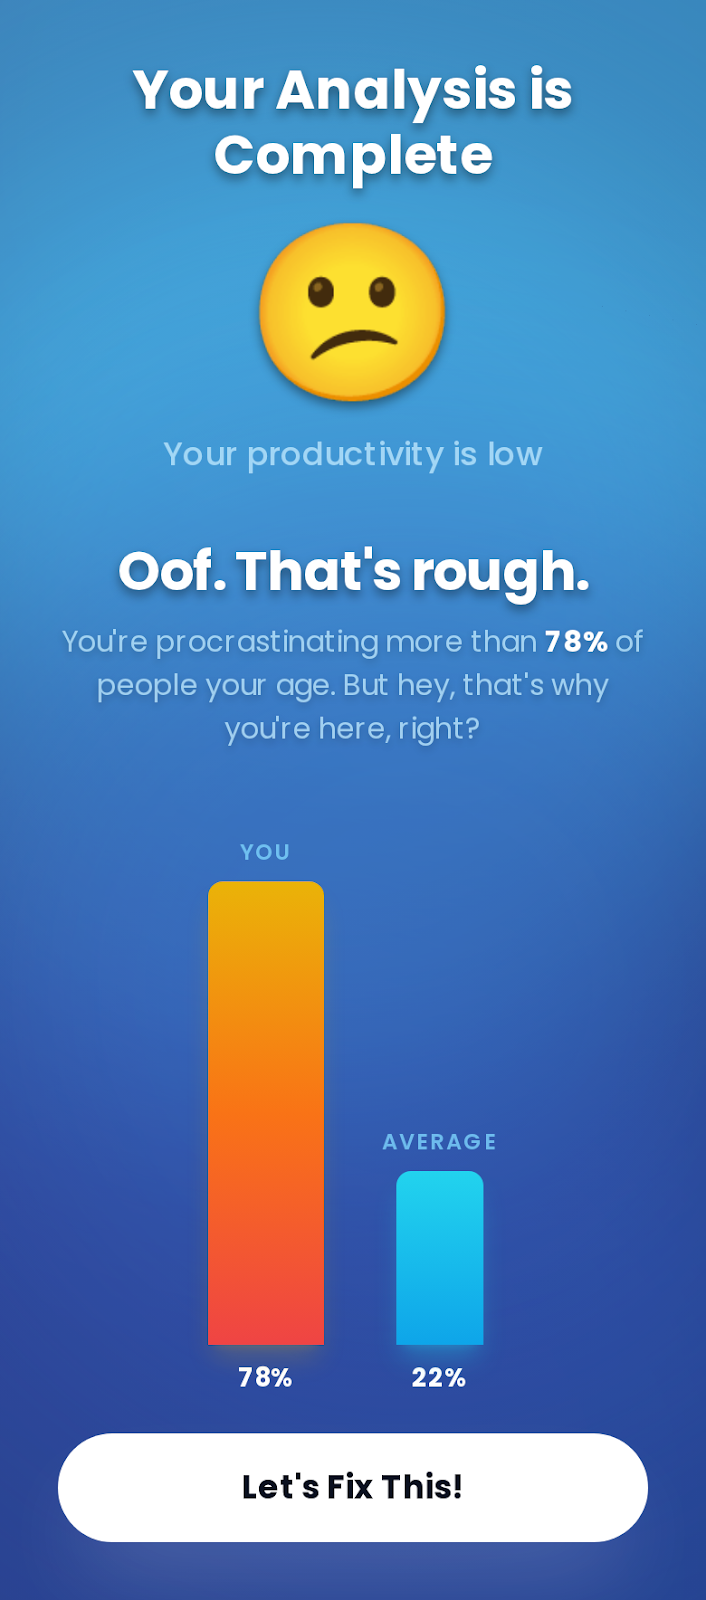 Your Analysis is
Complete
Your productivity is low
Oof. That's rough.
You're procrastinating more than 78% of
people your age. But hey, that's why
you're here, right?
YOU
AVERAGE
78%
22%
Let's Fix This!